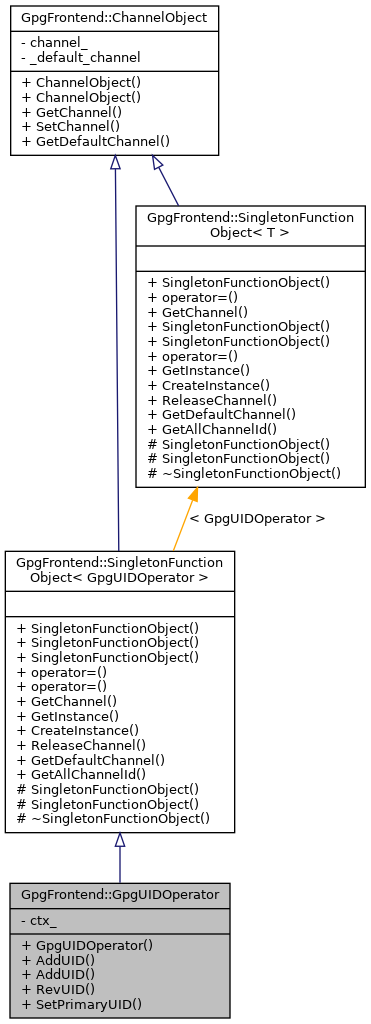 GpgFrontend::ChannelObject
- channel_
- _default_channel
+ ChannelObject()
+ ChannelObject()
+ GetChannel()
+ SetChannel()
+ GetDefaultChannel()
GpgFrontend::SingletonFunction
Object< T >
+ SingletonFunctionObject()
+ operator=()
+ GetChannel()
+ SingletonFunctionObject()
+ SingletonFunctionObject()
+ operator=()
+ GetInstance()
+ CreateInstance()
+ ReleaseChannel()
+ GetDefaultChannel()
+ GetAllChannelId()
# SingletonFunctionObject()
# SingletonFunctionObject()
# ~SingletonFunctionObject()
< GpgUIDOperator >
GpgFrontend::SingletonFunction
Object< GpgUIDOperator >
+ SingletonFunctionObject()
+ SingletonFunctionObject()
+ SingletonFunctionObject()
+ operator=()
+ operator=()
+ GetChannel()
+ GetInstance()
+ CreateInstance()
+ ReleaseChannel()
+ GetDefaultChannel()
+ GetAllChannelId()
# SingletonFunctionObject()
# SingletonFunctionObject()
# ~SingletonFunctionObject()
GpgFrontend::GpgUIDOperator
- ctx_
+ GpgUIDOperator()
+ AddUID()
+ AddUID()
+ RevUID()
+ SetPrimaryUID()